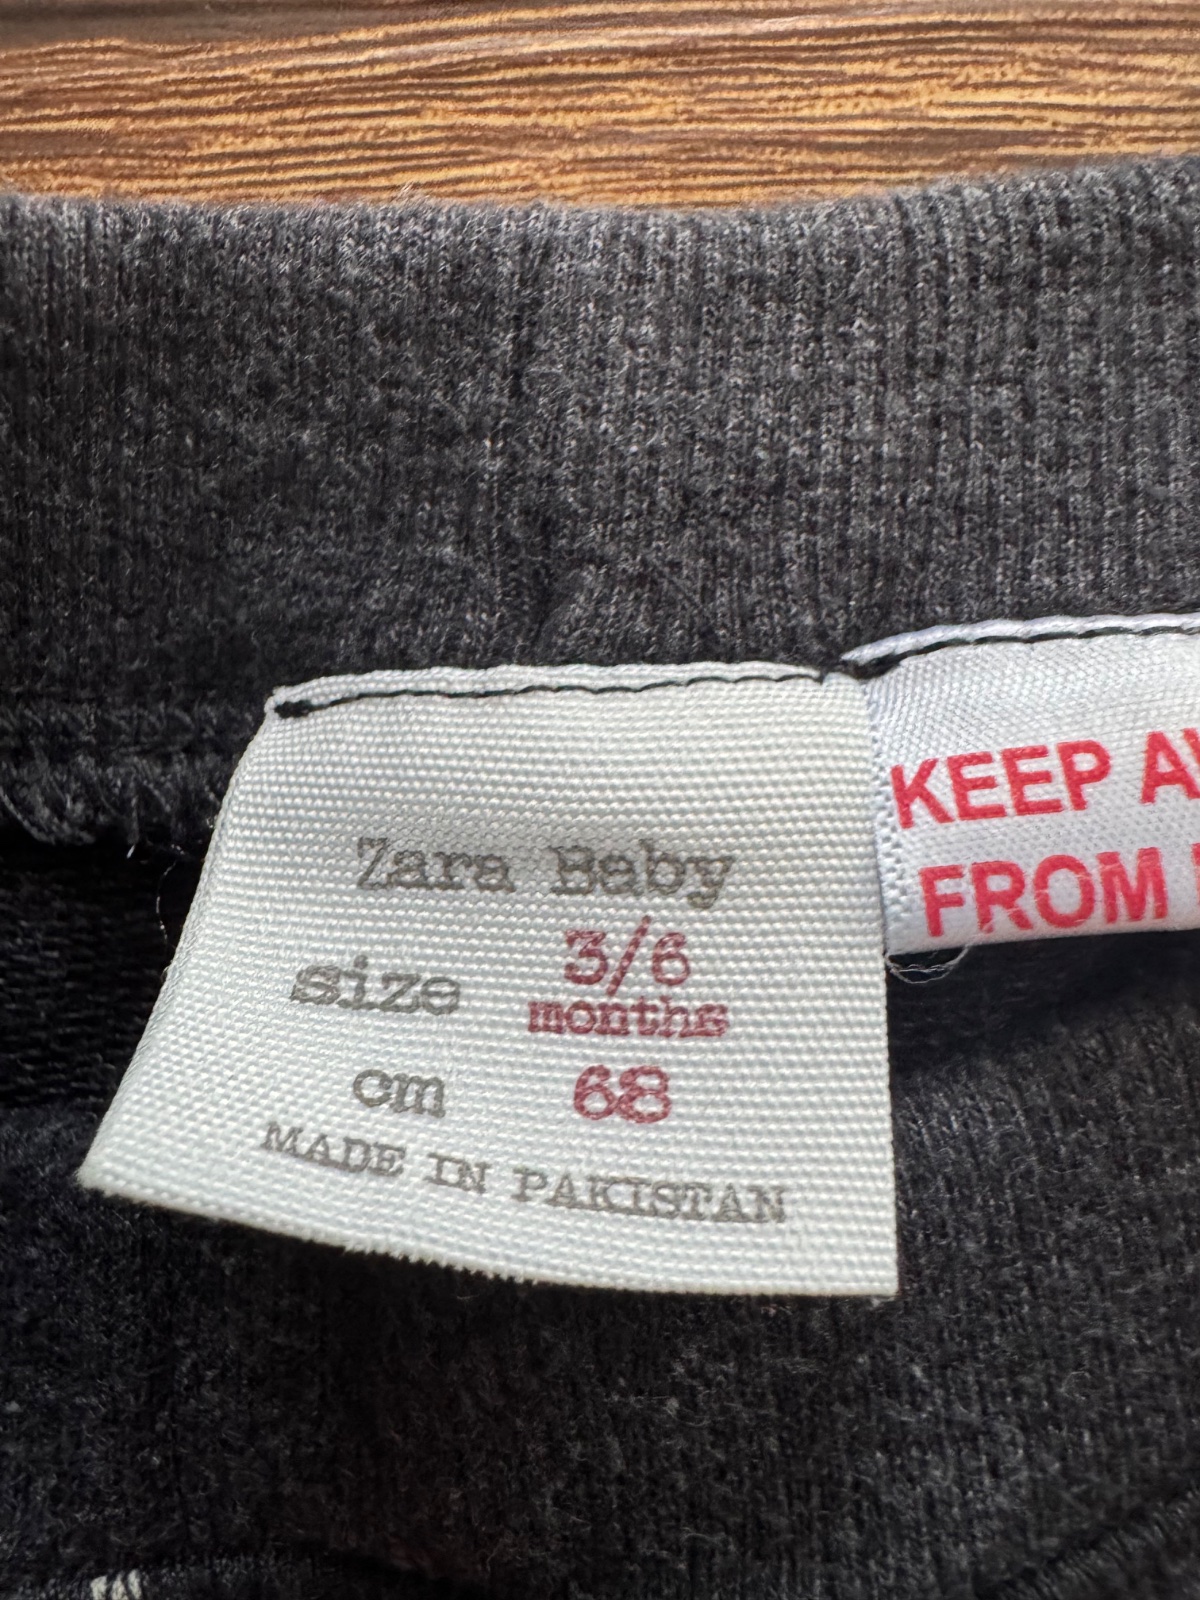 Zara Baby
size 3/6
months
cm 68
MADE IN PAKISTAN
KEEP
FROM